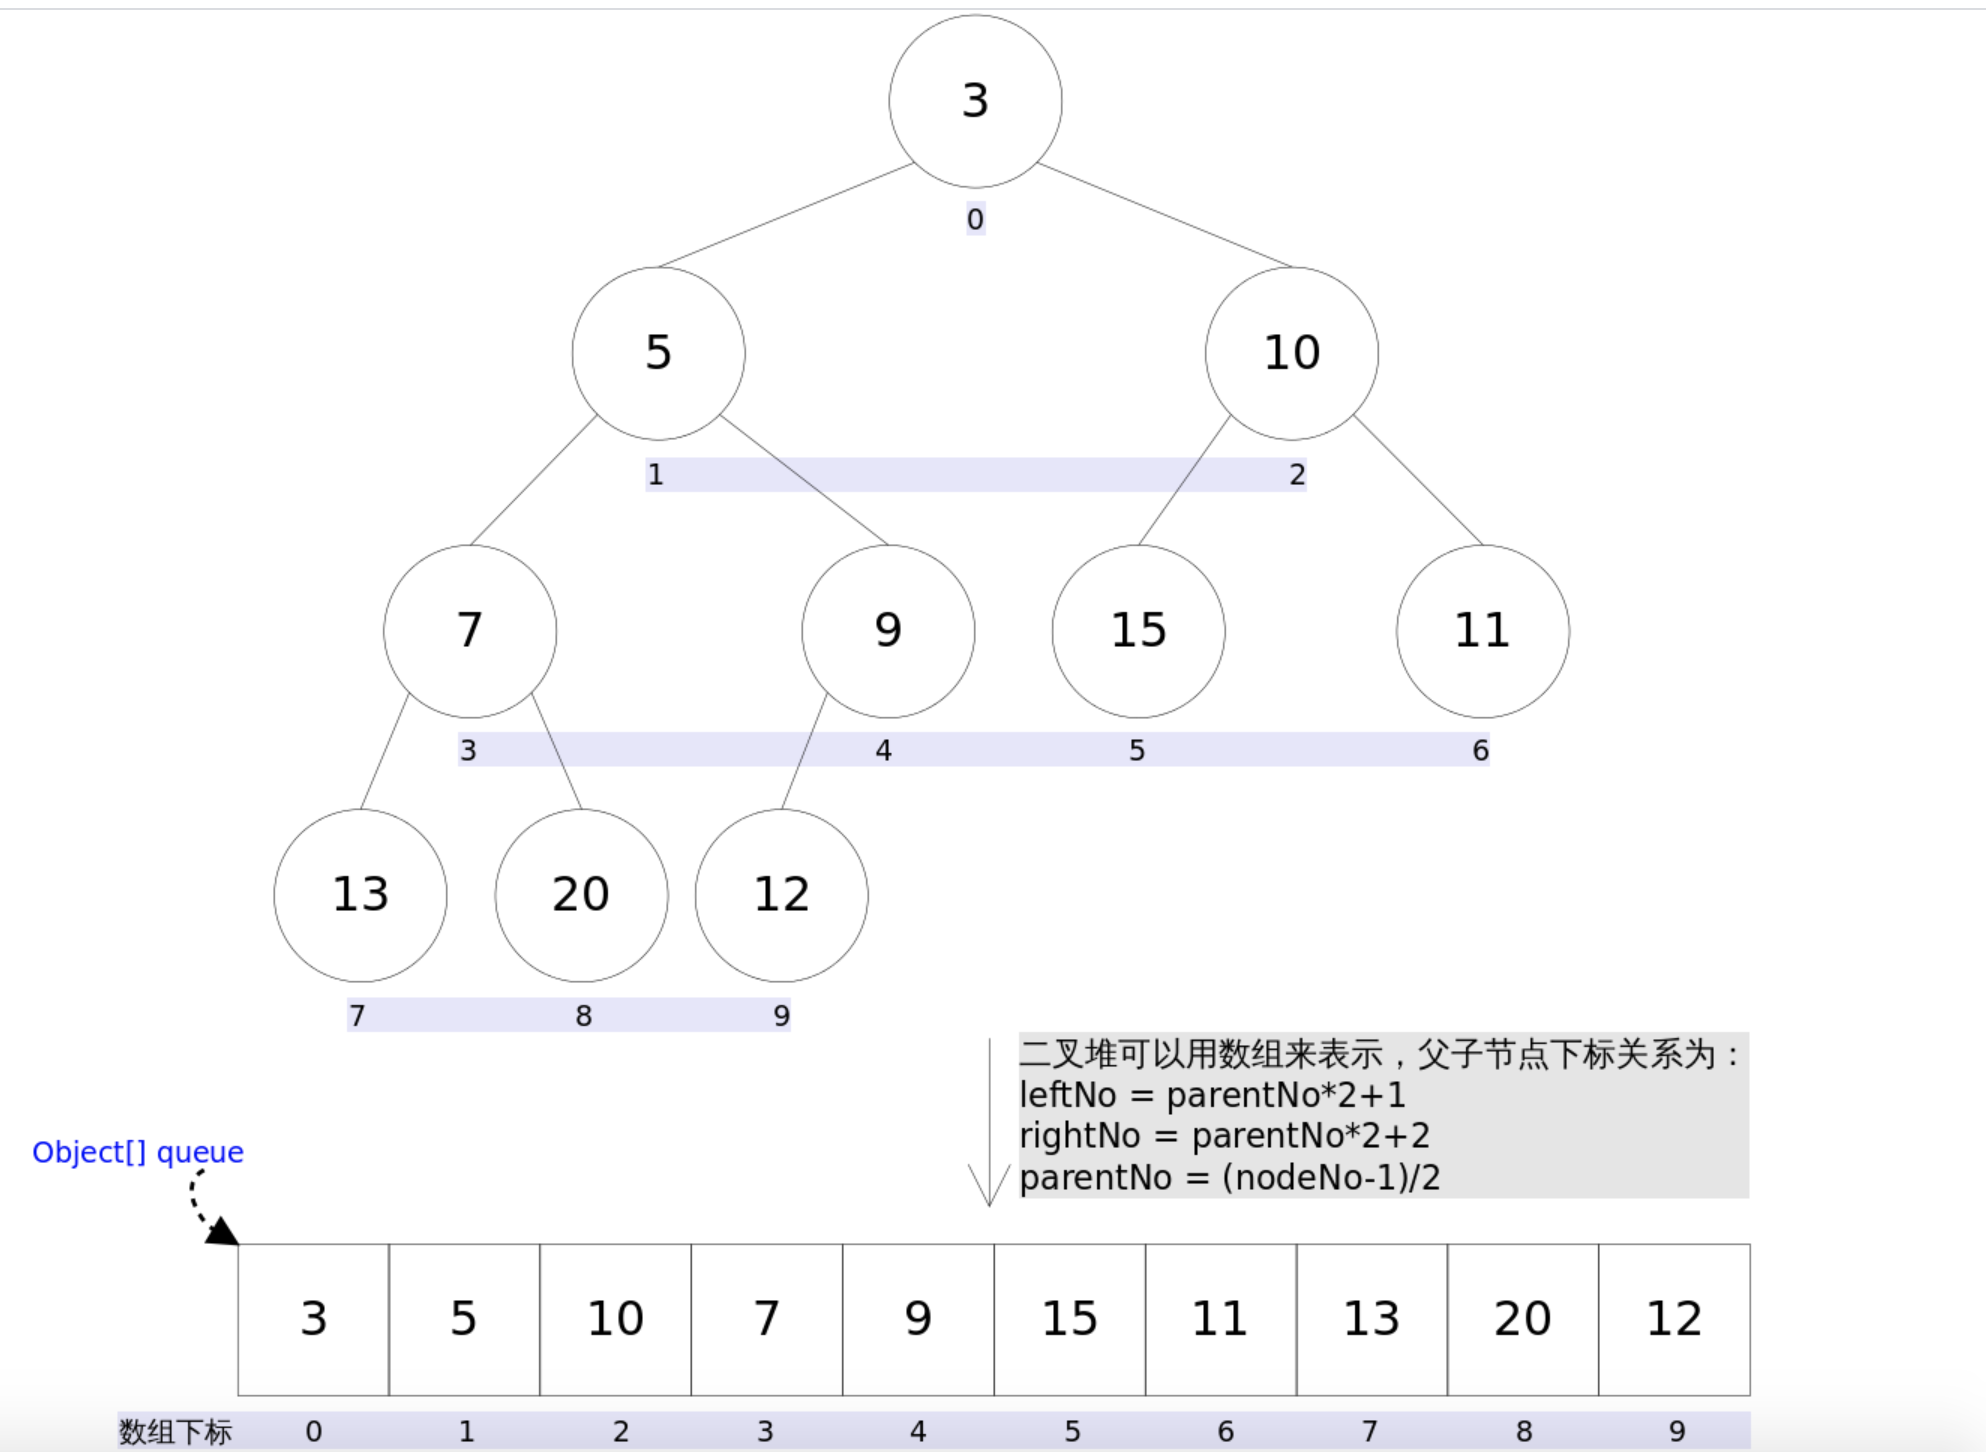 3
0
5
10
1 2
7
9
15
11
3 4 5 6
13
20
12
7 8 9
二叉堆可以用数组来表示，父子节点下标关系为：
leftNo = parentNo*2+1
rightNo = parentNo*2+2
parentNo = (nodeNo-1)/2
Object[] queue
3 5 10 7 9 15 11 13 20 12
数组下标 0 1 2 3 4 5 6 7 8 9